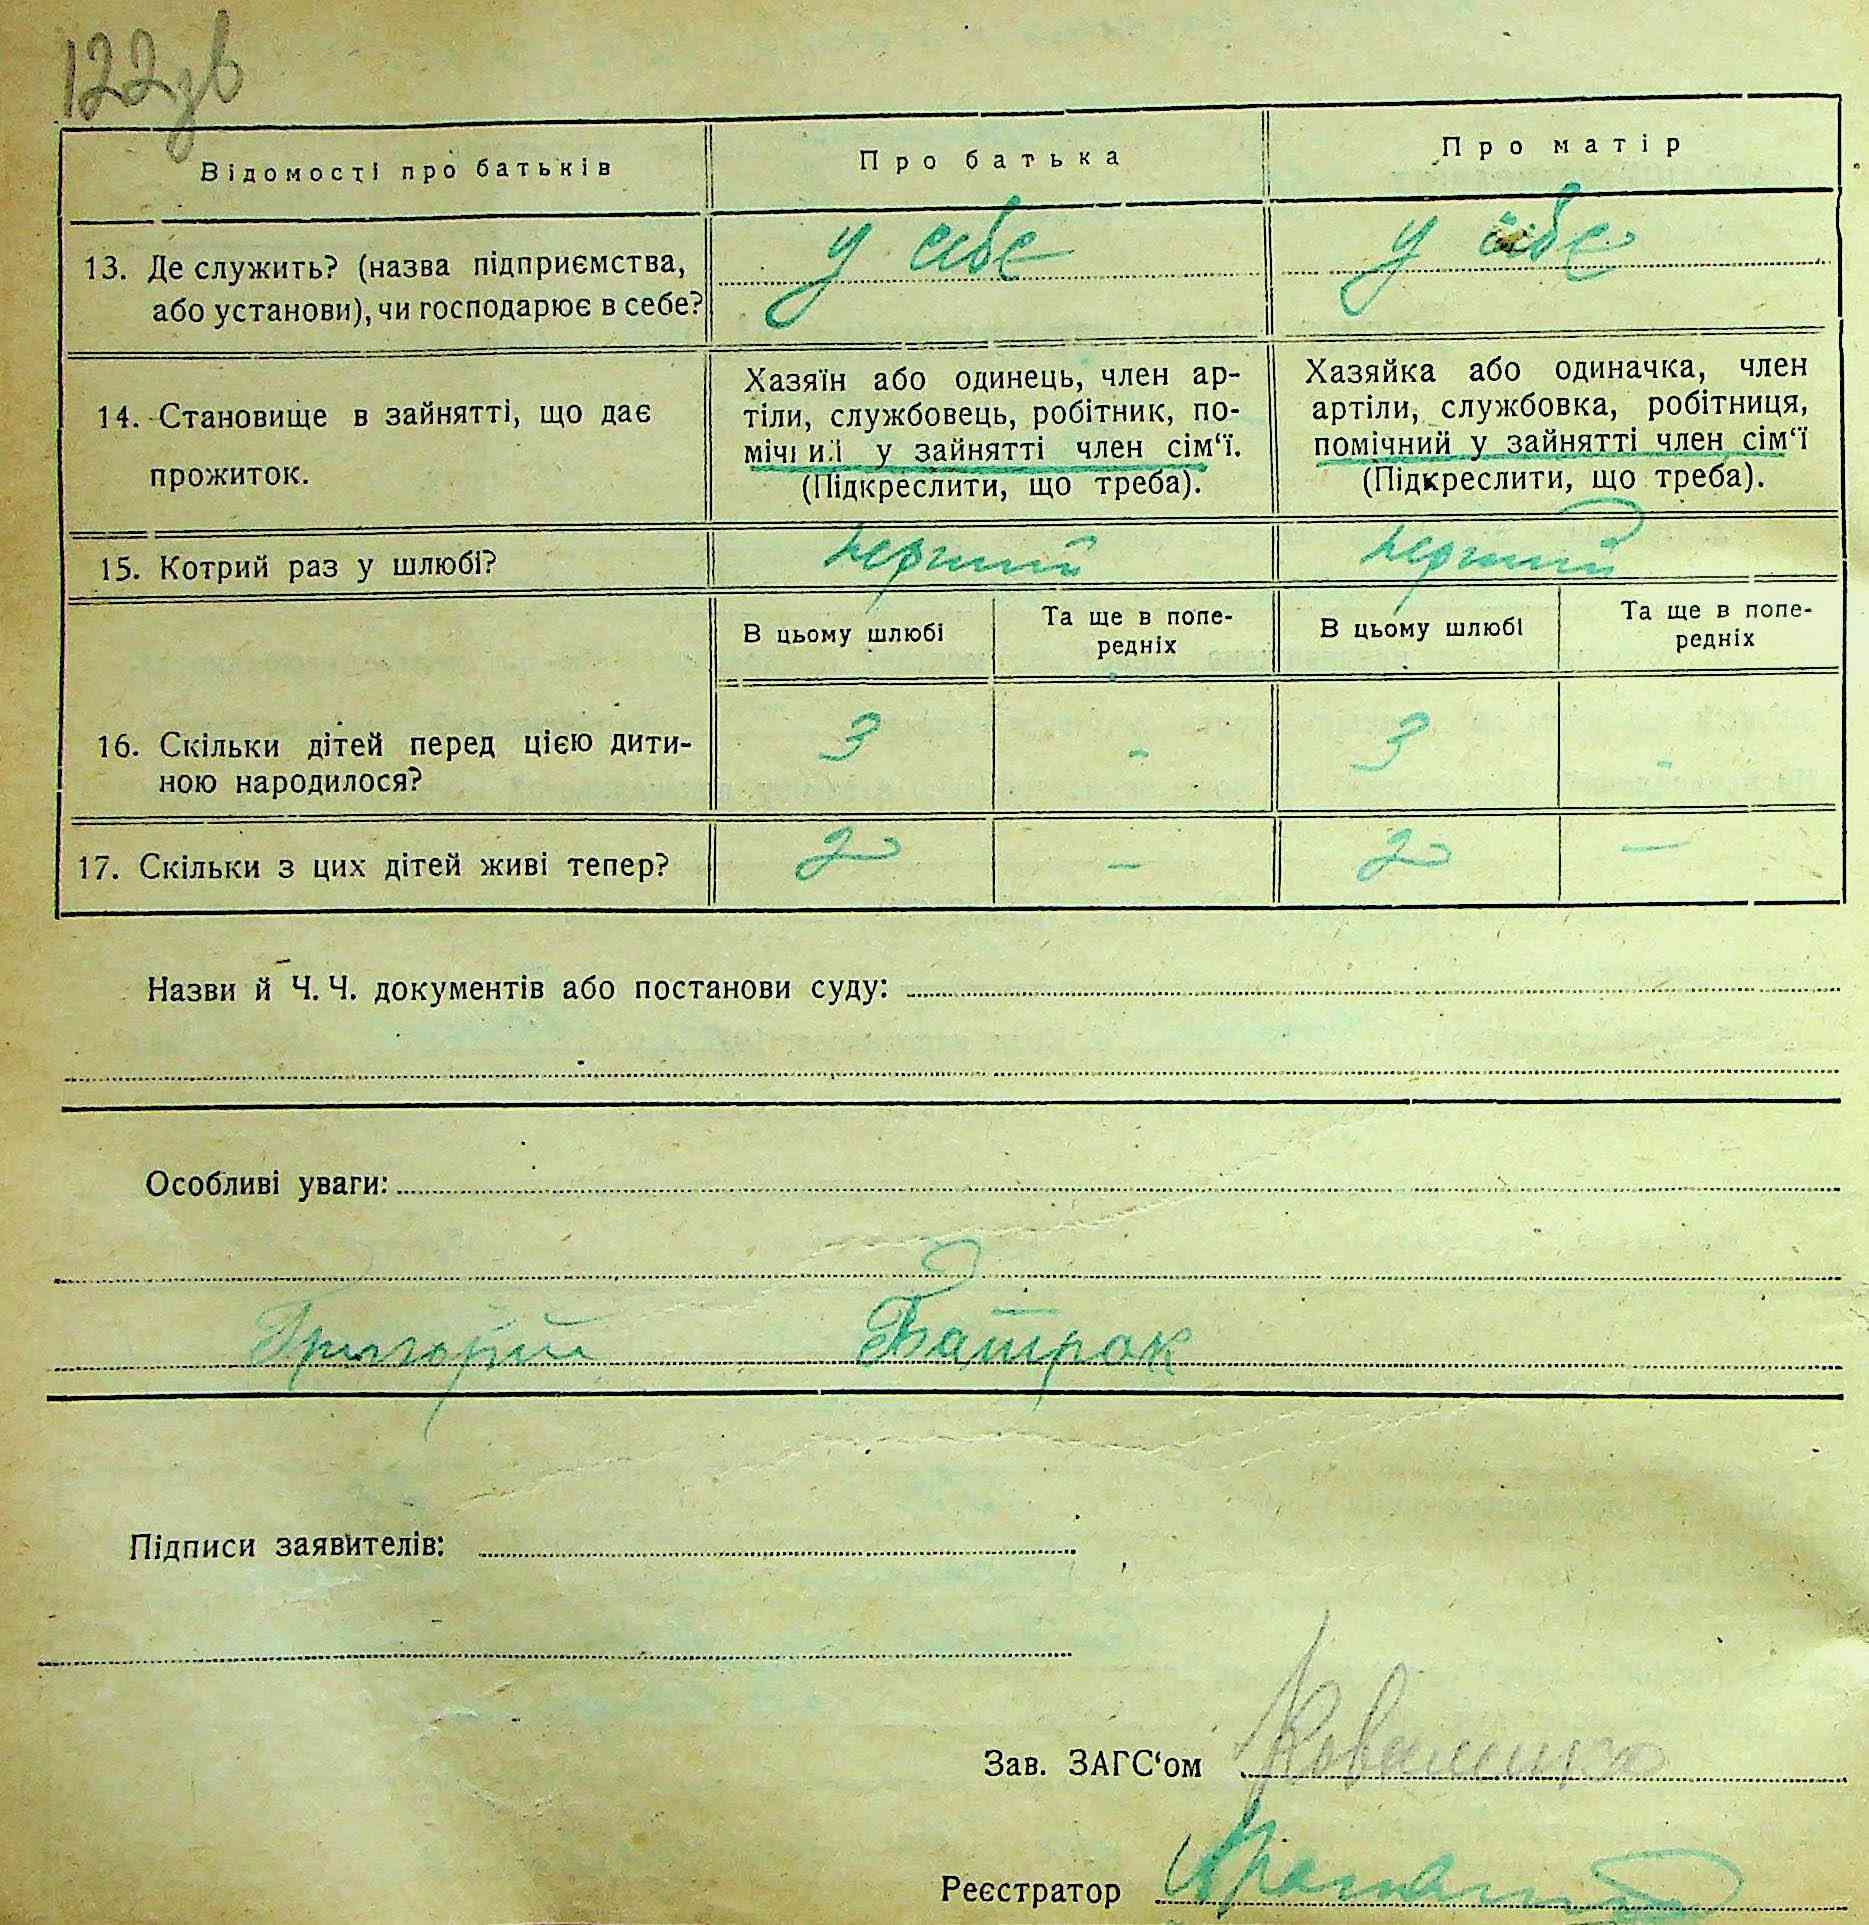 122зв
Відомості про батьків
Про батька
Про матір
13. Де служить? (назва підприємства,
або установи), чи господарює в себе?
у себе
у себе
14. Становище в зайнятті, що дає
прожиток.
Хазяїн або одинець, член ар-
тіли, службовець, робітник, по-
мічний у зайнятті член сім‘ї.
(Підкреслити, що треба).
Хазяйка або одиначка, член
артіли, службовка, робітниця,
помічний у зайнятті член сім‘ї
(Підкреслити, що треба).
15. Котрий раз у шлюбі?
перший
перший
В цьому шлюбі
Та ще в попе-
редніх
В цьому шлюбі
Та ще в попе-
редніх
16. Скільки дітей перед цією дити-
ною народилося?
3
-
3
-
17. Скільки з цих дітей живі тепер?
2
-
2
-
Назви й Ч. Ч. документів або постанови суду:
Особливі уваги:
Григорій Батрак
Підписи заявителів:
Зав. ЗАГС‘ом
Реєстратор